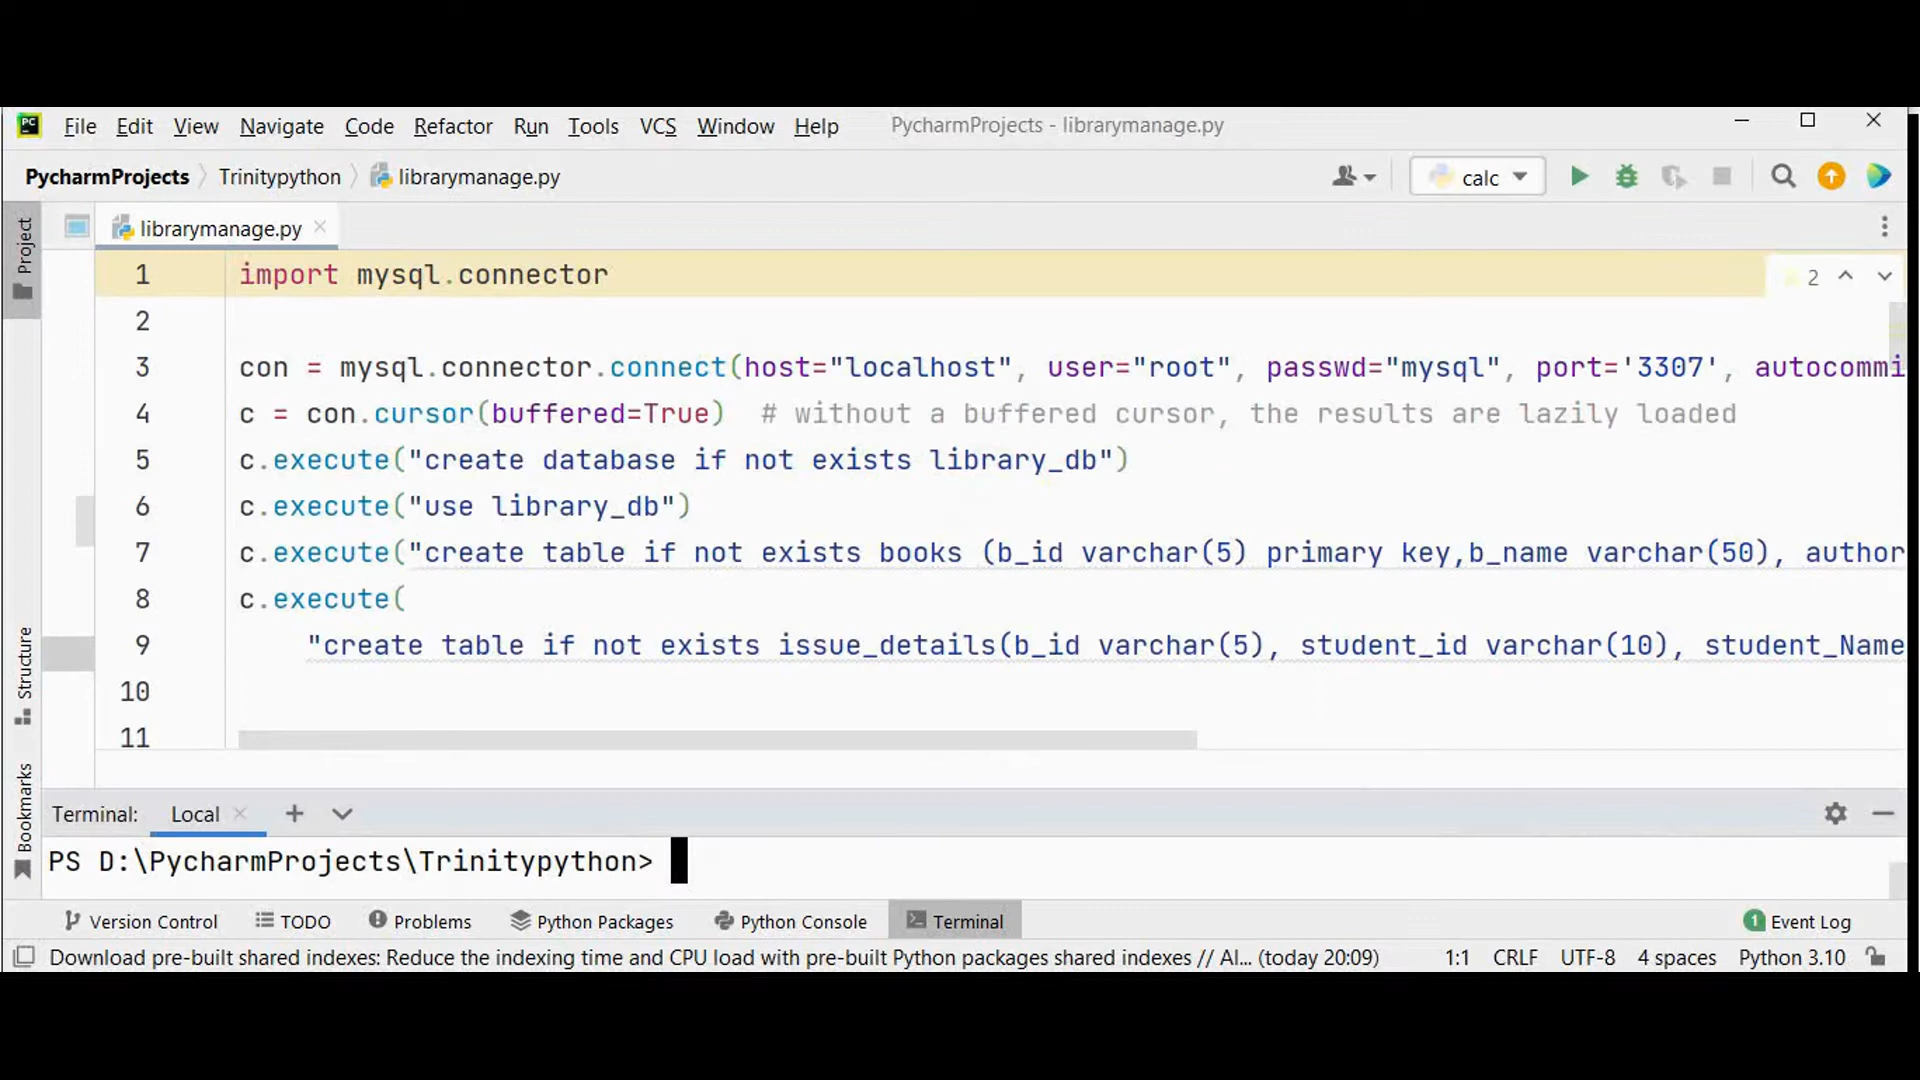 PC File Edit View Navigate Code Refactor Run Tools VCS Window Help PycharmProjects - librarymanage.py
PycharmProjects Trinitypython librarymanage.py calc
Project
librarymanage.py
1 import mysql.connector 2
2
3 con = mysql.connector.connect(host="localhost", user="root", passwd="mysql", port='3307', autocommi
4 c = con.cursor(buffered=True)  # without a buffered cursor, the results are lazily loaded
5 c.execute("create database if not exists library_db")
6 c.execute("use library_db")
7 c.execute("create table if not exists books (b_id varchar(5) primary key,b_name varchar(50), author
8 c.execute(
9     "create table if not exists issue_details(b_id varchar(5), student_id varchar(10), student_Name
10
11
Structure
Bookmarks
Terminal: Local
PS D:\PycharmProjects\Trinitypython>
Version Control TODO Problems Python Packages Python Console Terminal 1 Event Log
Download pre-built shared indexes: Reduce the indexing time and CPU load with pre-built Python packages shared indexes // Al... (today 20:09) 1:1 CRLF UTF-8 4 spaces Python 3.10